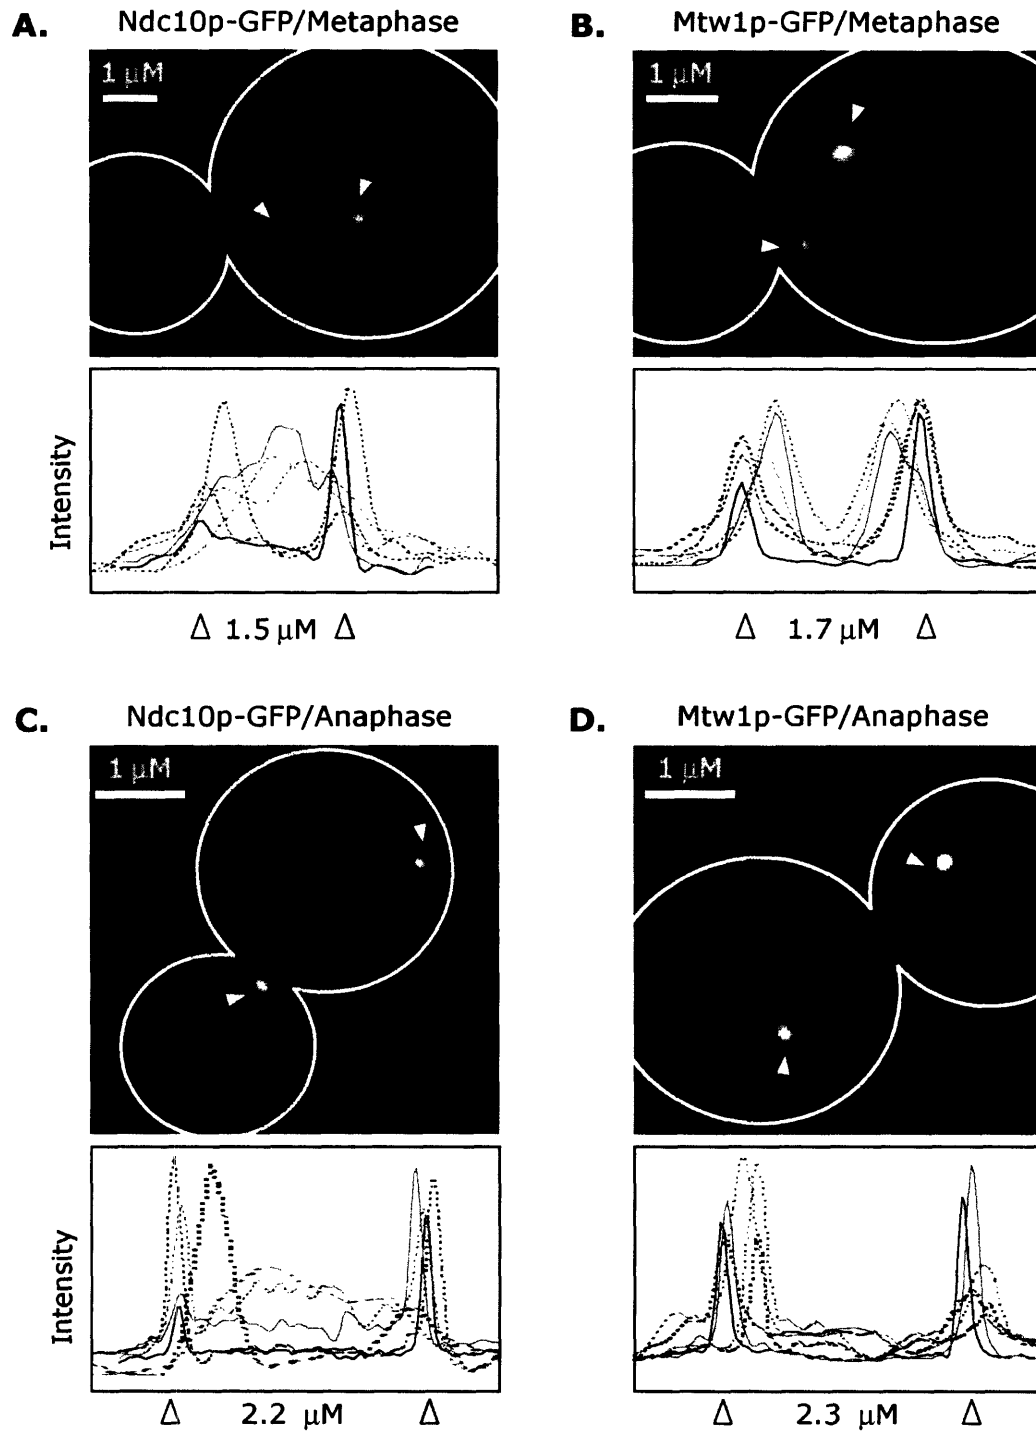 A. Ndc10p-GFP/Metaphase
B. Mtw1p-GFP/Metaphase
1 μM
1 μM
Intensity
Δ 1.5 μM Δ
Δ 1.7 μM Δ
C. Ndc10p-GFP/Anaphase
D. Mtw1p-GFP/Anaphase
1 μM
1 μM
Intensity
Δ 2.2 μM Δ
Δ 2.3 μM Δ